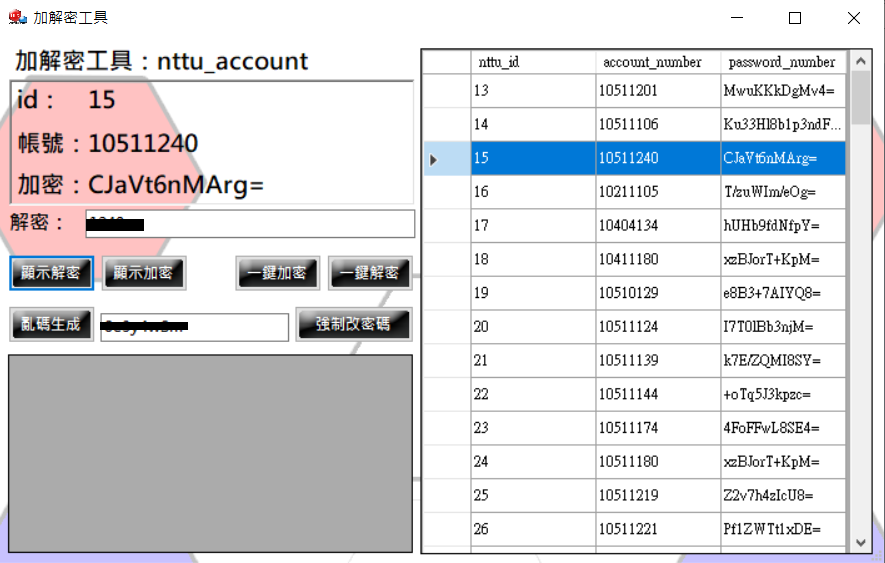 加解密工具
加解密工具：nttu_account
id： 15
帳號：10511240
加密：CJaVt6nMArg=
解密：
顯示解密 顯示加密 一鍵加密 一鍵解密
亂碼生成 強制改密碼
nttu_id account_number password_number
13 10511201 MwuKKkDgMv4=
14 10511106 Ku33Hl8b1p3ndF...
15 10511240 CJaVt6nMArg=
16 10211105 T/zuWIm/eOg=
17 10404134 hUHb9fdNfpY=
18 10411180 xzBJorT+KpM=
19 10510129 e8B3+7AIYQ8=
20 10511124 I7T0lBb3njM=
21 10511139 k7E/ZQMI8SY=
22 10511144 +oTq5J3kpzc=
23 10511174 4FoFFwL8SE4=
24 10511180 xzBJorT+KpM=
25 10511219 Z2v7h4zIcU8=
26 10511221 Pf1ZWTt1xDE=